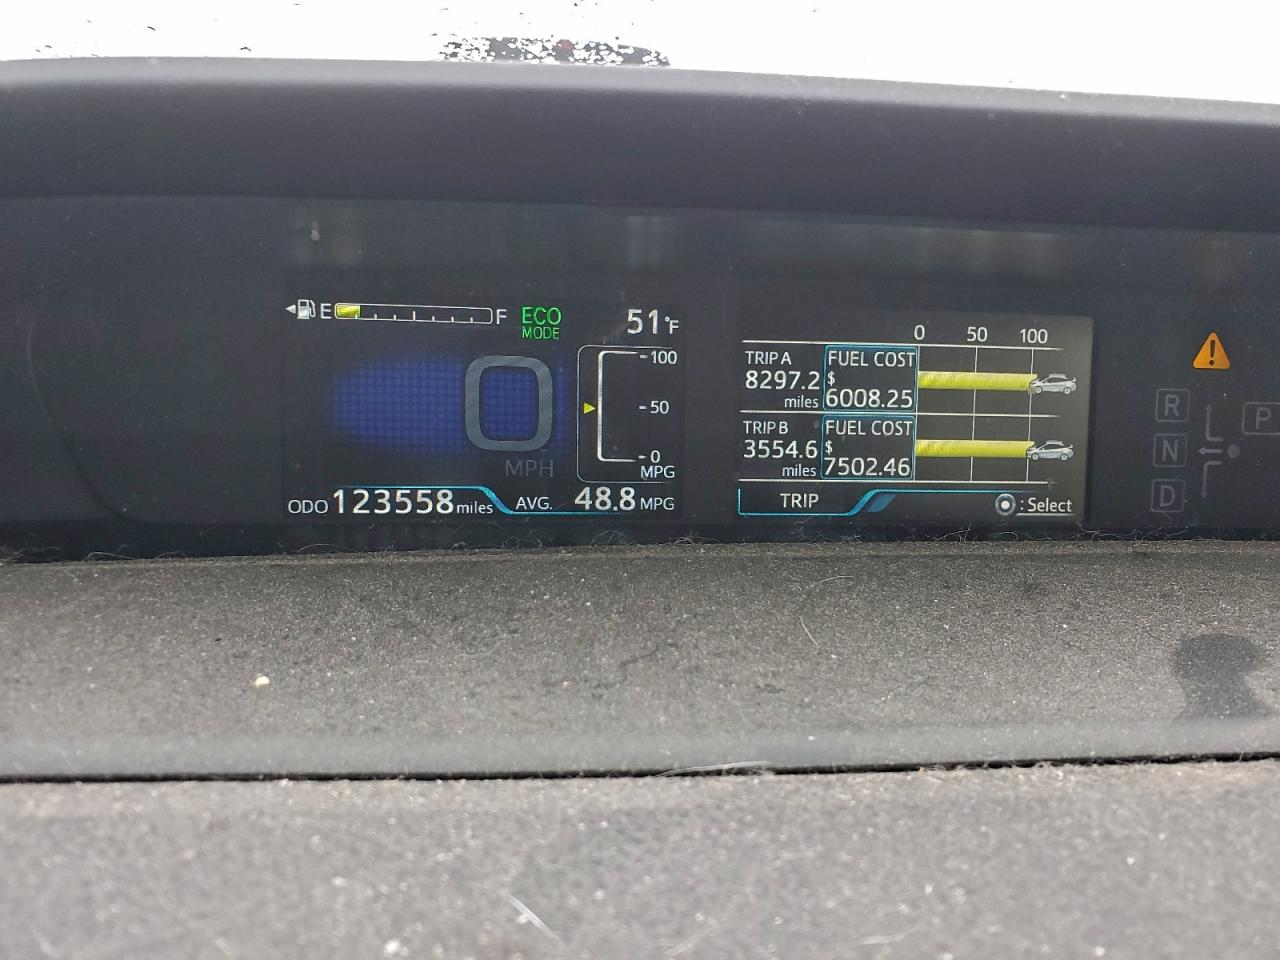 E F ECO
MODE
51°F
0
MPH
100
50
0
MPG
ODO 123558 miles
AVG. 48.8 MPG
0 50 100
TRIP A FUEL COST
8297.2 $
miles 6008.25
TRIP B FUEL COST
3554.6 $
miles 7502.46
TRIP
: Select
!
R
N
D
P